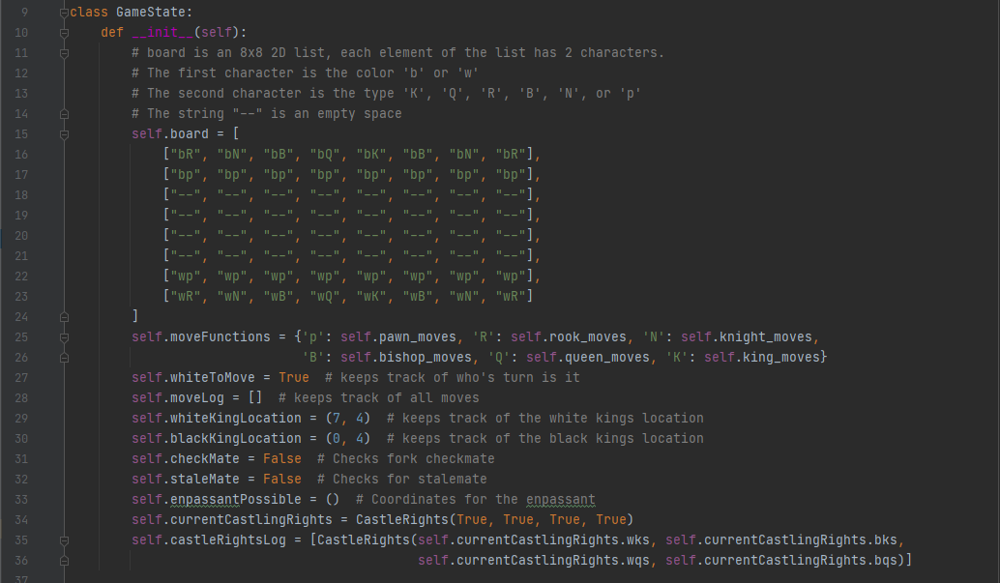 9 class GameState:
10 def __init__(self):
11 # board is an 8x8 2D list, each element of the list has 2 characters.
12 # The first character is the color 'b' or 'w'
13 # The second character is the type 'K', 'Q', 'R', 'B', 'N', or 'p'
14 # The string "--" is an empty space
15 self.board = [
16 ["bR", "bN", "bB", "bQ", "bK", "bB", "bN", "bR"],
17 ["bp", "bp", "bp", "bp", "bp", "bp", "bp", "bp"],
18 ["--", "--", "--", "--", "--", "--", "--", "--"],
19 ["--", "--", "--", "--", "--", "--", "--", "--"],
20 ["--", "--", "--", "--", "--", "--", "--", "--"],
21 ["--", "--", "--", "--", "--", "--", "--", "--"],
22 ["wp", "wp", "wp", "wp", "wp", "wp", "wp", "wp"],
23 ["wR", "wN", "wB", "wQ", "wK", "wB", "wN", "wR"]
24 ]
25 self.moveFunctions = {'p': self.pawn_moves, 'R': self.rook_moves, 'N': self.knight_moves,
26 'B': self.bishop_moves, 'Q': self.queen_moves, 'K': self.king_moves}
27 self.whiteToMove = True # keeps track of who's turn is it
28 self.moveLog = [] # keeps track of all moves
29 self.whiteKingLocation = (7, 4) # keeps track of the white kings location
30 self.blackKingLocation = (0, 4) # keeps track of the black kings location
31 self.checkMate = False # Checks fork checkmate
32 self.staleMate = False # Checks for stalemate
33 self.enpassantPossible = () # Coordinates for the enpassant
34 self.currentCastlingRights = CastleRights(True, True, True, True)
35 self.castleRightsLog = [CastleRights(self.currentCastlingRights.wks, self.currentCastlingRights.bks,
36 self.currentCastlingRights.wqs, self.currentCastlingRights.bqs)]
37